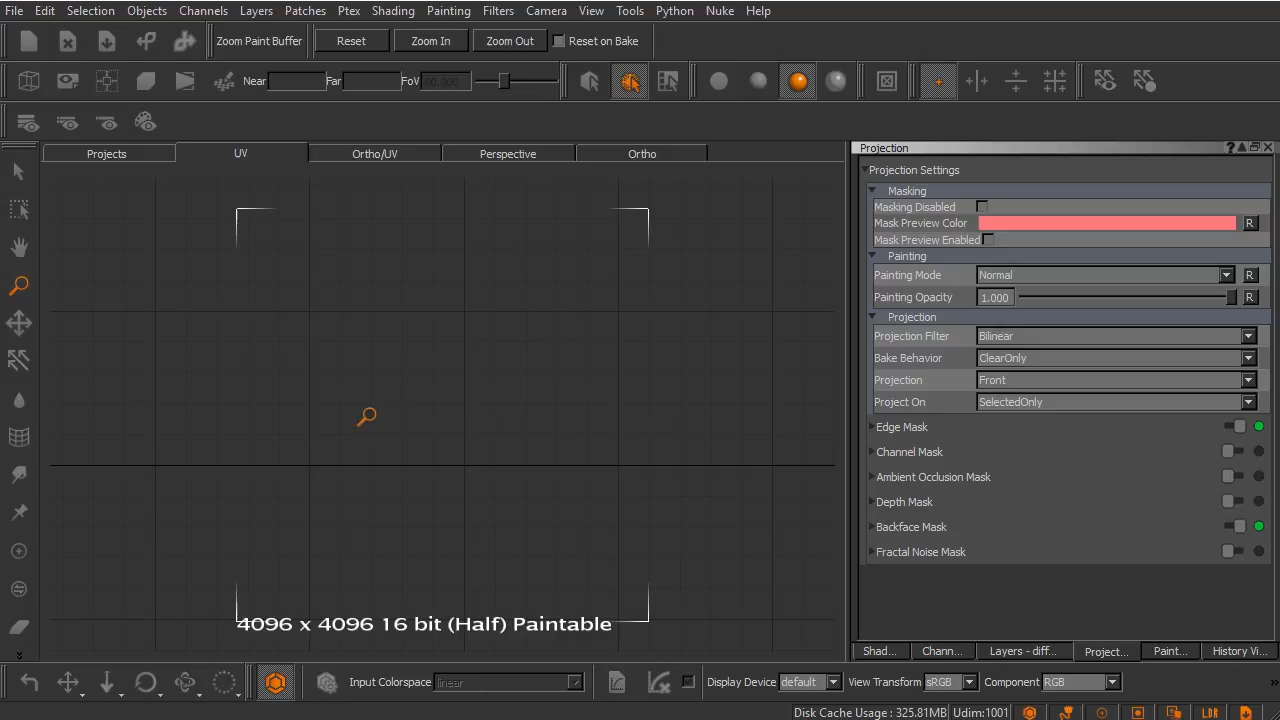 File Edit Selection Objects Channels Layers Patches Ptex Shading Painting Filters Camera View Tools Python Nuke Help
Zoom Paint Buffer Reset Zoom In Zoom Out Reset on Bake
Near Far FoV
Projects UV Ortho/UV Perspective Ortho
4096 x 4096 16 bit (Half) Paintable
Projection
Projection Settings
Masking
Masking Disabled
Mask Preview Color R
Mask Preview Enabled
Painting
Painting Mode Normal R
Painting Opacity 1.000 R
Projection
Projection Filter Bilinear
Bake Behavior ClearOnly
Projection Front
Project On SelectedOnly
Edge Mask
Channel Mask
Ambient Occlusion Mask
Depth Mask
Backface Mask
Fractal Noise Mask
Shad... Chann... Layers - diff... Project... Paint... History Vi...
Input Colorspace linear Display Device default View Transform sRGB Component RGB
Disk Cache Usage : 325.81MB Udim:1001 LDR